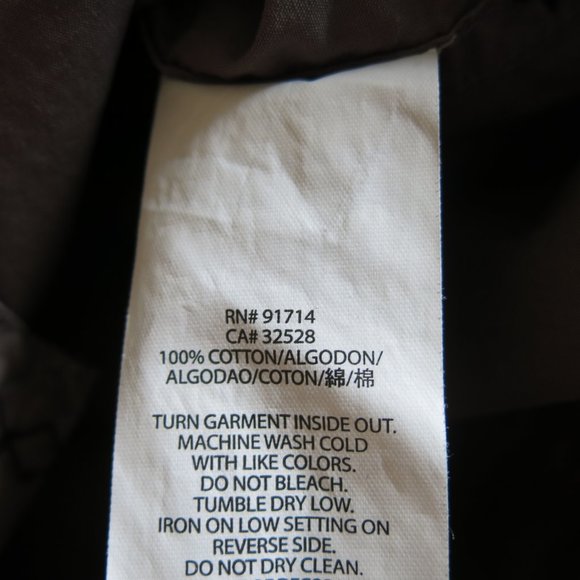 RN# 91714
CA# 32528
100% COTTON/ALGODON/
ALGODAO/COTON/綿/棉
TURN GARMENT INSIDE OUT.
MACHINE WASH COLD
WITH LIKE COLORS.
DO NOT BLEACH.
TUMBLE DRY LOW.
IRON ON LOW SETTING ON
REVERSE SIDE.
DO NOT DRY CLEAN.